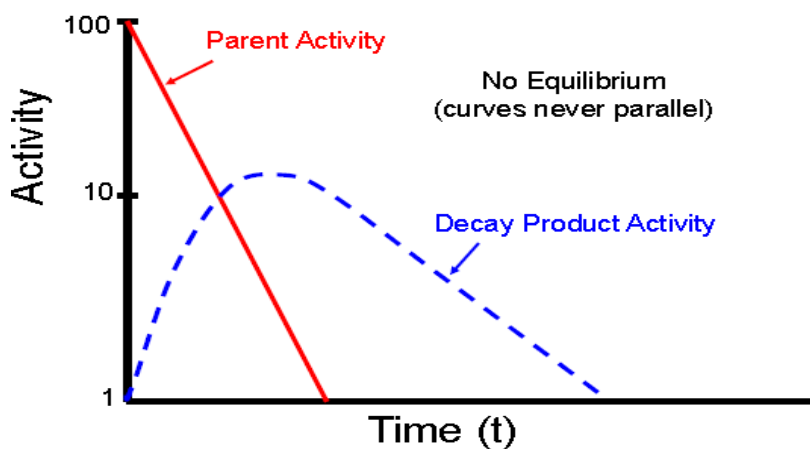 100
Parent Activity
No Equilibrium
(curves never parallel)
Activity
10
Decay Product Activity
1
Time (t)